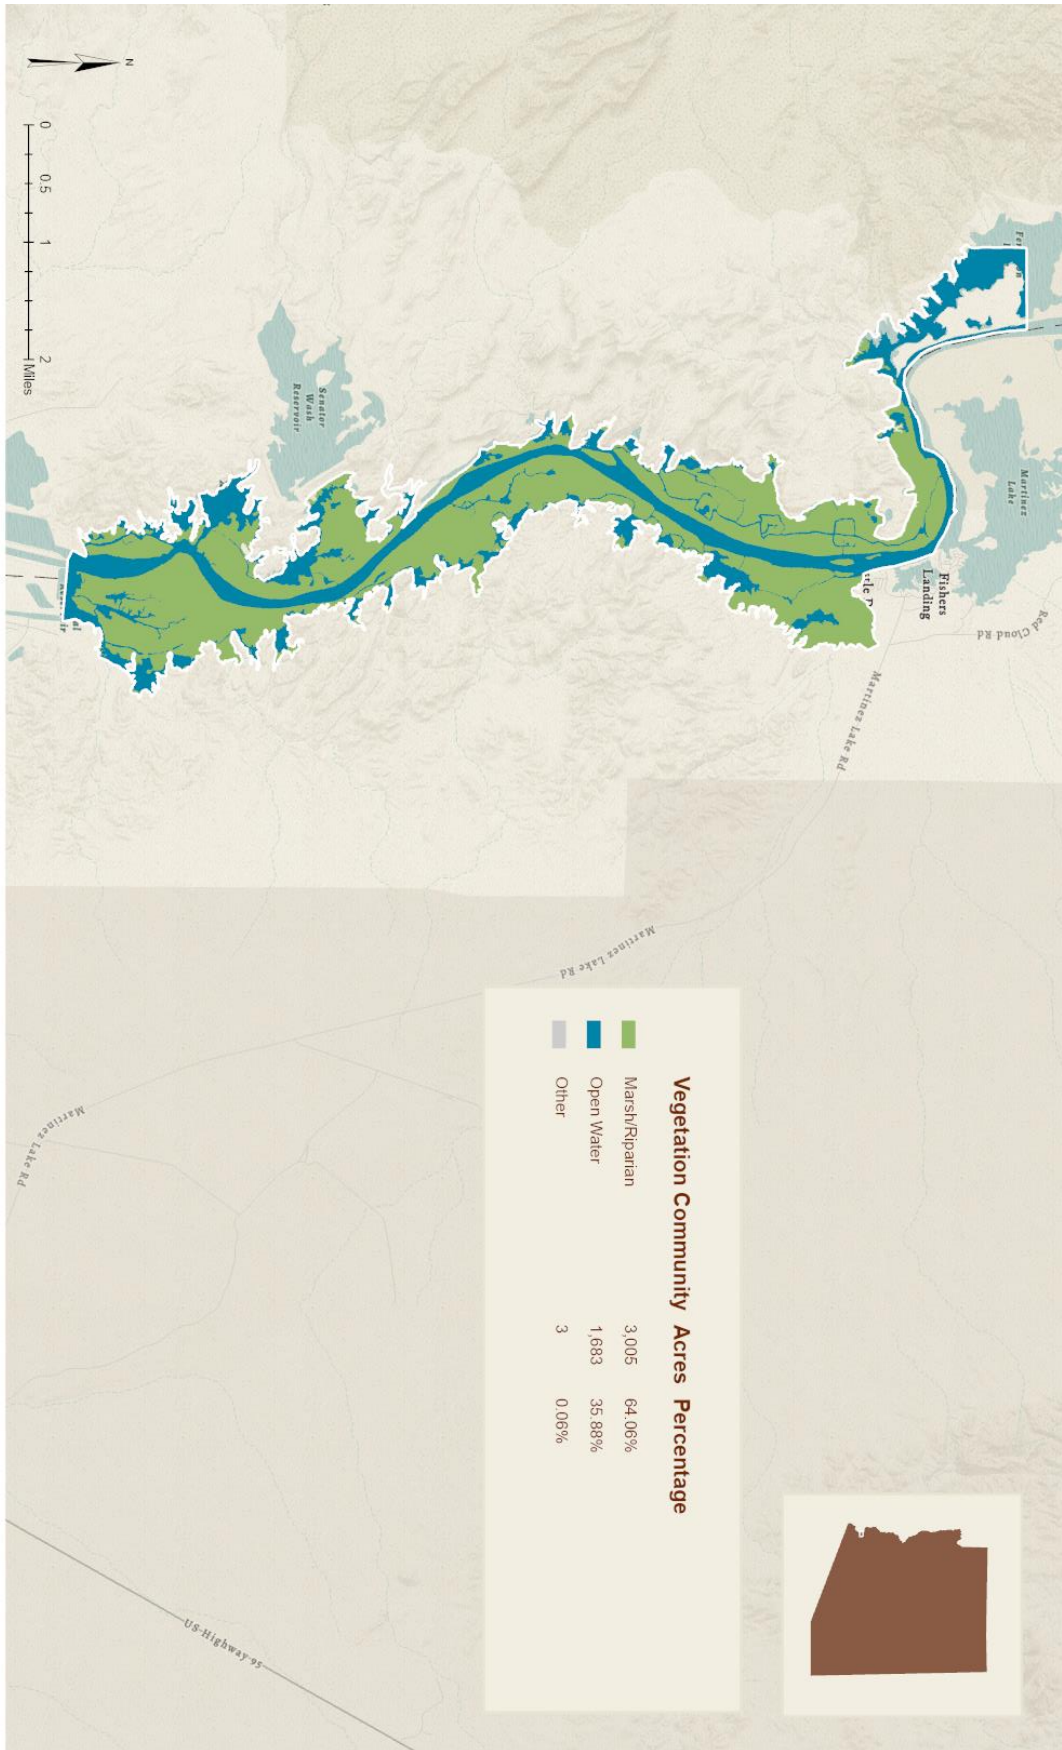 N
0 0.5 1 2
Miles
Martinez
Lake
Fishers
Landing
Red Cloud Rd
Martinez Lake Rd
Senator
Wash
Reservoir
Martinez Lake Rd
Martinez Lake Rd
US Highway 95
Vegetation Community Acres Percentage
Marsh/Riparian 3,005 64.06%
Open Water 1,683 35.88%
Other 3 0.06%